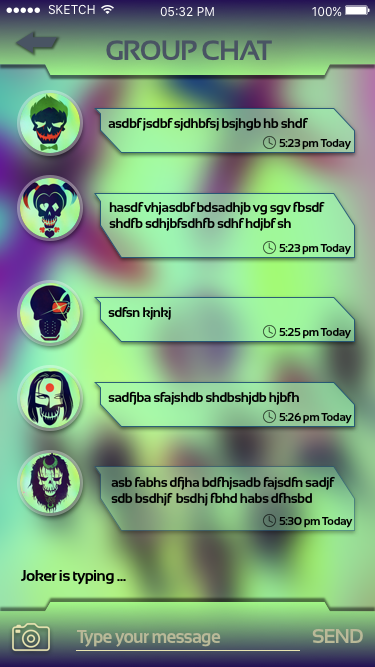 SKETCH 05:32 PM 100%
GROUP CHAT
asdbf jsdbf sjdhbfsj bsjhgb hb shdf
5:23 pm Today
hasdf vhjasdbf bdsadhjb vg sgv fbsdf
shdfb sdhjbfsdhfb sdhf hdjbf sh
5:23 pm Today
sdfsn kjnkj
5:25 pm Today
sadfjba sfajshdb shdbshjdb hjbfh
5:26 pm Today
asb fabhs dfjha bdfhjsadb fajsdfn sadjf
sdb bsdhjf bsdhj fbhd habs dfhsbd
5:30 pm Today
Joker is typing ...
Type your message SEND